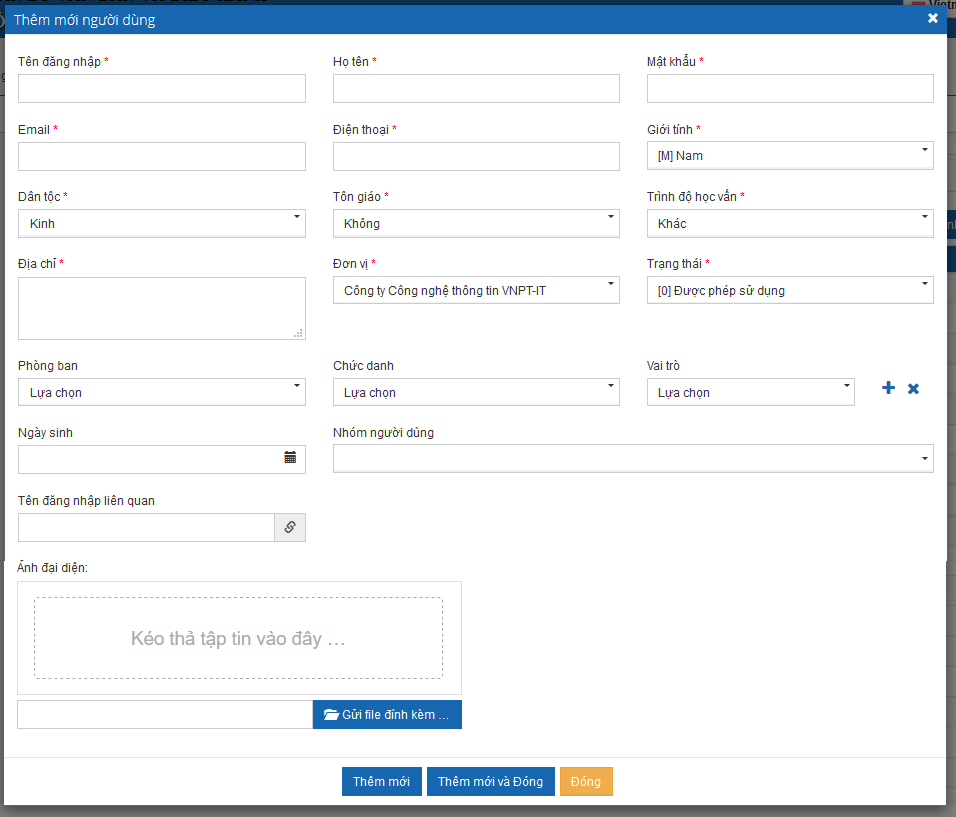 Thêm mới người dùng
Tên đăng nhập * Họ tên * Mật khẩu *
Email * Điện thoại * Giới tính *
[M] Nam
Dân tộc * Tôn giáo * Trình độ học vấn *
Kinh Không Khác
Địa chỉ * Đơn vị * Trạng thái *
Công ty Công nghệ thông tin VNPT-IT [0] Được phép sử dụng
Phòng ban Chức danh Vai trò
Lựa chọn Lựa chọn Lựa chọn
Ngày sinh Nhóm người dùng
Tên đăng nhập liên quan
Ảnh đại diện:
Kéo thả tập tin vào đây ...
Gửi file đính kèm ...
Thêm mới Thêm mới và Đóng Đóng